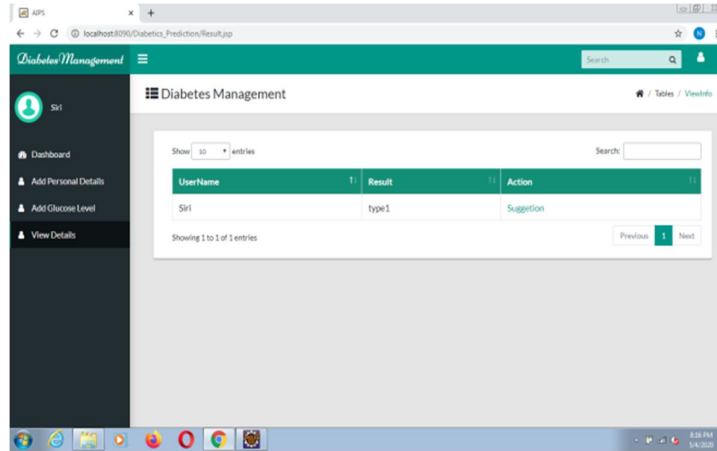 AIPS
localhost:8090/Diabetics_Prediction/Result.jsp
N
Diabetes Management
Search
Siri
Diabetes Management
/ Tables / ViewInfo
Dashboard
Add Personal Details
Add Glucose Level
View Details
Show 10 entries
Search:
UserName Result Action
Siri type1 Suggetion
Showing 1 to 1 of 1 entries
Previous 1 Next
8:16 PM
5/4/2020